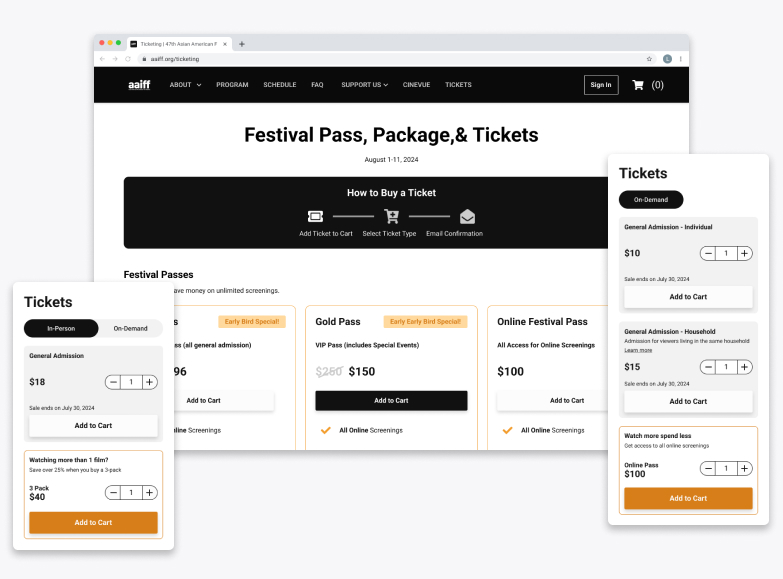 Ticketing | 47th Asian American F
aaiff.org/ticketing
aaiff
ABOUT
PROGRAM
SCHEDULE
FAQ
SUPPORT US
CINEVUE
TICKETS
Sign In
(0)
Festival Pass, Package,& Tickets
August 1-11, 2024
How to Buy a Ticket
Add Ticket to Cart
Select Ticket Type
Email Confirmation
Festival Passes
ave money on unlimited screenings.
s
Early Bird Special!
ss (all general admission)
96
Add to Cart
nline Screenings
Gold Pass
Early Early Bird Special!
VIP Pass (includes Special Events)
$250 $150
Add to Cart
All Online Screenings
Online Festival Pass
All Access for Online Screenings
$100
Add to Cart
All Online Screenings
Tickets
In-Person
On-Demand
General Admission
$18
1
Sale ends on July 30, 2024
Add to Cart
Watching more than 1 film?
Save over 25% when you buy a 3-pack
3 Pack
$40
1
Add to Cart
Tickets
On-Demand
General Admission - Individual
$10
1
Sale ends on July 30, 2024
Add to Cart
General Admission - Household
Admission for viewers living in the same household
Learn more
$15
1
Sale ends on July 30, 2024
Add to Cart
Watch more spend less
Get access to all online screenings
Online Pass
$100
1
Add to Cart